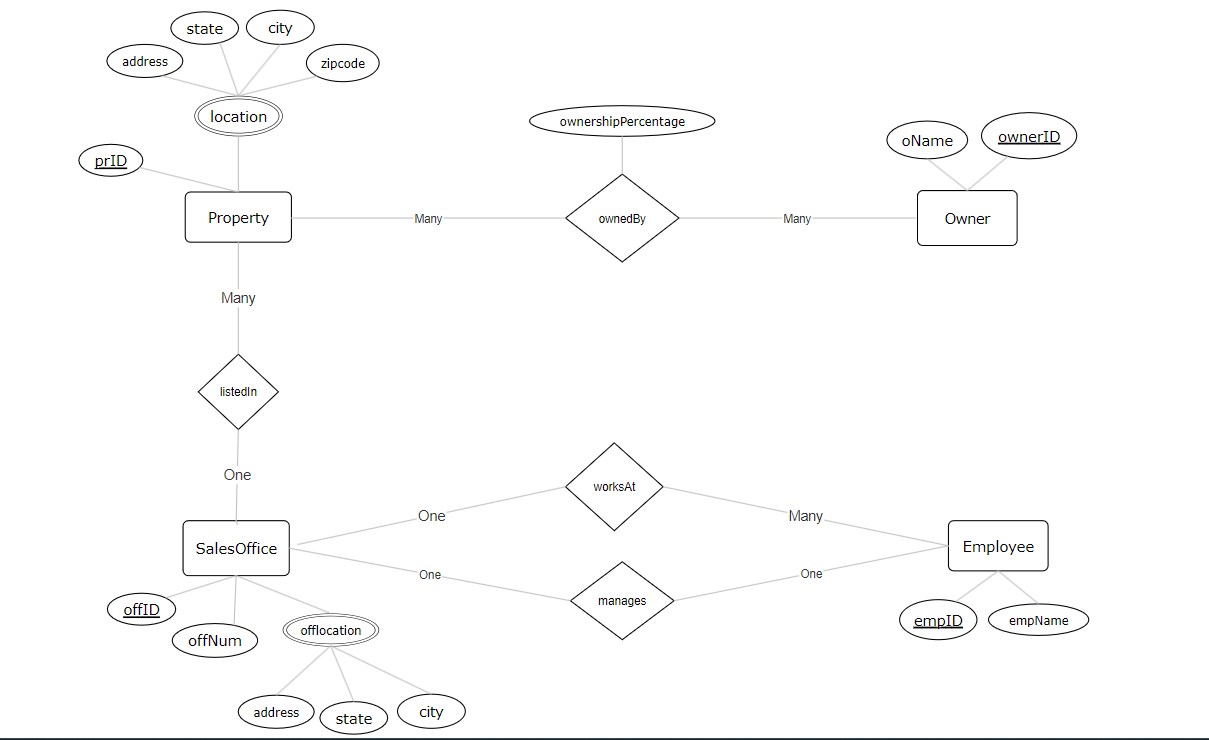 state
city
address
zipcode
location
prID
ownershipPercentage
oName
ownerID
Property
Many
ownedBy
Many
Owner
Many
listedIn
One
worksAt
One
Many
SalesOffice
Employee
One
One
manages
offID
offNum
offlocation
empID
empName
address
state
city